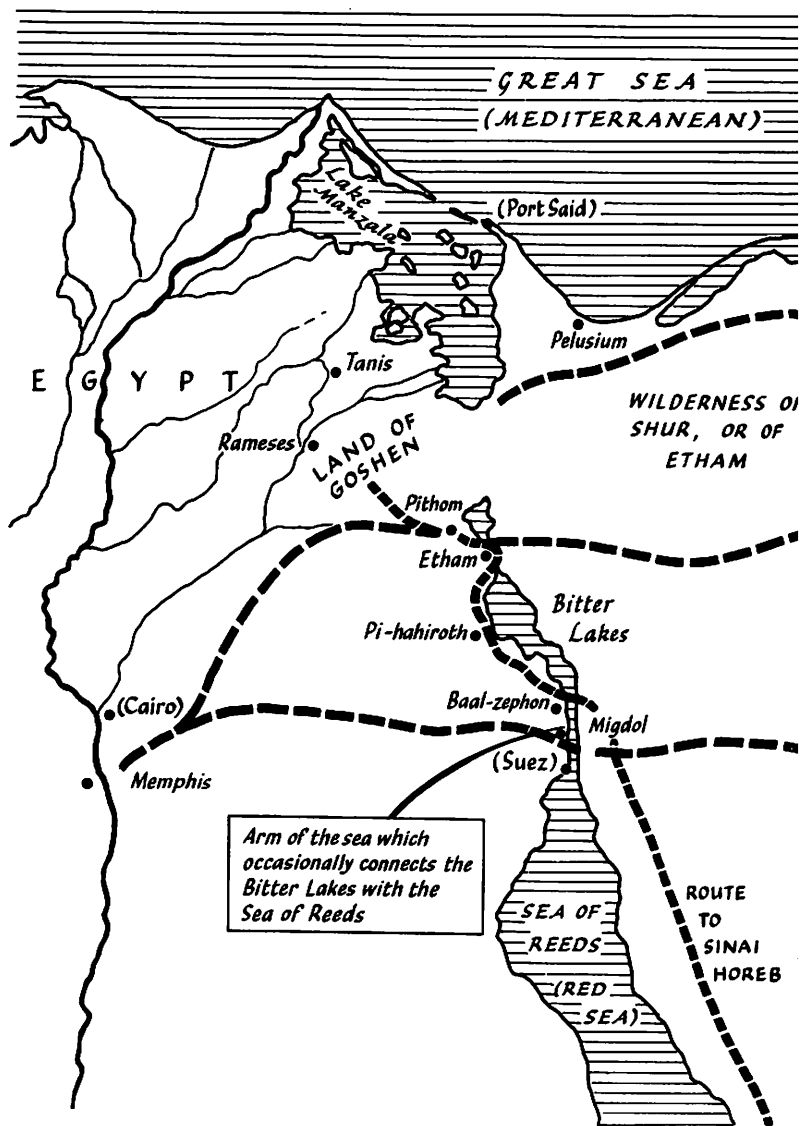 GREAT SEA
(MEDITERRANEAN)
Lake
Manzala
(Port Said)
Pelusium
EGYPT
Tanis
WILDERNESS OF
SHUR, OR OF
ETHAM
Rameses
LAND OF
GOSHEN
Pithom
Etham
Bitter
Lakes
Pi-hahiroth
Baal-zephon
(Cairo)
Migdol
(Suez)
Memphis
Arm of the sea which
occasionally connects the
Bitter Lakes with the
Sea of Reeds
SEA OF
REEDS
(RED
SEA)
ROUTE
TO
SINAI
HOREB